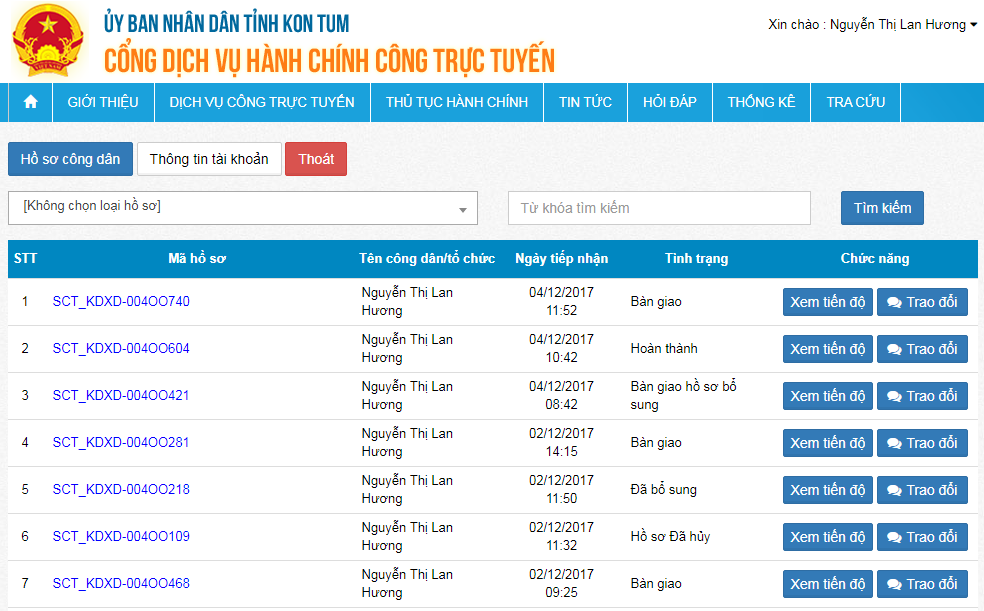 ỦY BAN NHÂN DÂN TỈNH KON TUM
CỔNG DỊCH VỤ HÀNH CHÍNH CÔNG TRỰC TUYẾN
Xin chào : Nguyễn Thị Lan Hương
GIỚI THIỆU DỊCH VỤ CÔNG TRỰC TUYẾN THỦ TỤC HÀNH CHÍNH TIN TỨC HỎI ĐÁP THỐNG KÊ TRA CỨU
Hồ sơ công dân Thông tin tài khoản Thoát
[Không chọn loại hồ sơ] Từ khóa tìm kiếm Tìm kiếm
STT Mã hồ sơ Tên công dân/tổ chức Ngày tiếp nhận Tình trạng Chức năng
1 SCT_KDXD-004OO740 Nguyễn Thị Lan Hương 04/12/2017 11:52 Bàn giao Xem tiến độ Trao đổi
2 SCT_KDXD-004OO604 Nguyễn Thị Lan Hương 04/12/2017 10:42 Hoàn thành Xem tiến độ Trao đổi
3 SCT_KDXD-004OO421 Nguyễn Thị Lan Hương 04/12/2017 08:42 Bàn giao hồ sơ bổ sung Xem tiến độ Trao đổi
4 SCT_KDXD-004OO281 Nguyễn Thị Lan Hương 02/12/2017 14:15 Bàn giao Xem tiến độ Trao đổi
5 SCT_KDXD-004OO218 Nguyễn Thị Lan Hương 02/12/2017 11:50 Đã bổ sung Xem tiến độ Trao đổi
6 SCT_KDXD-004OO109 Nguyễn Thị Lan Hương 02/12/2017 11:32 Hồ sơ Đã hủy Xem tiến độ Trao đổi
7 SCT_KDXD-004OO468 Nguyễn Thị Lan Hương 02/12/2017 09:25 Bàn giao Xem tiến độ Trao đổi